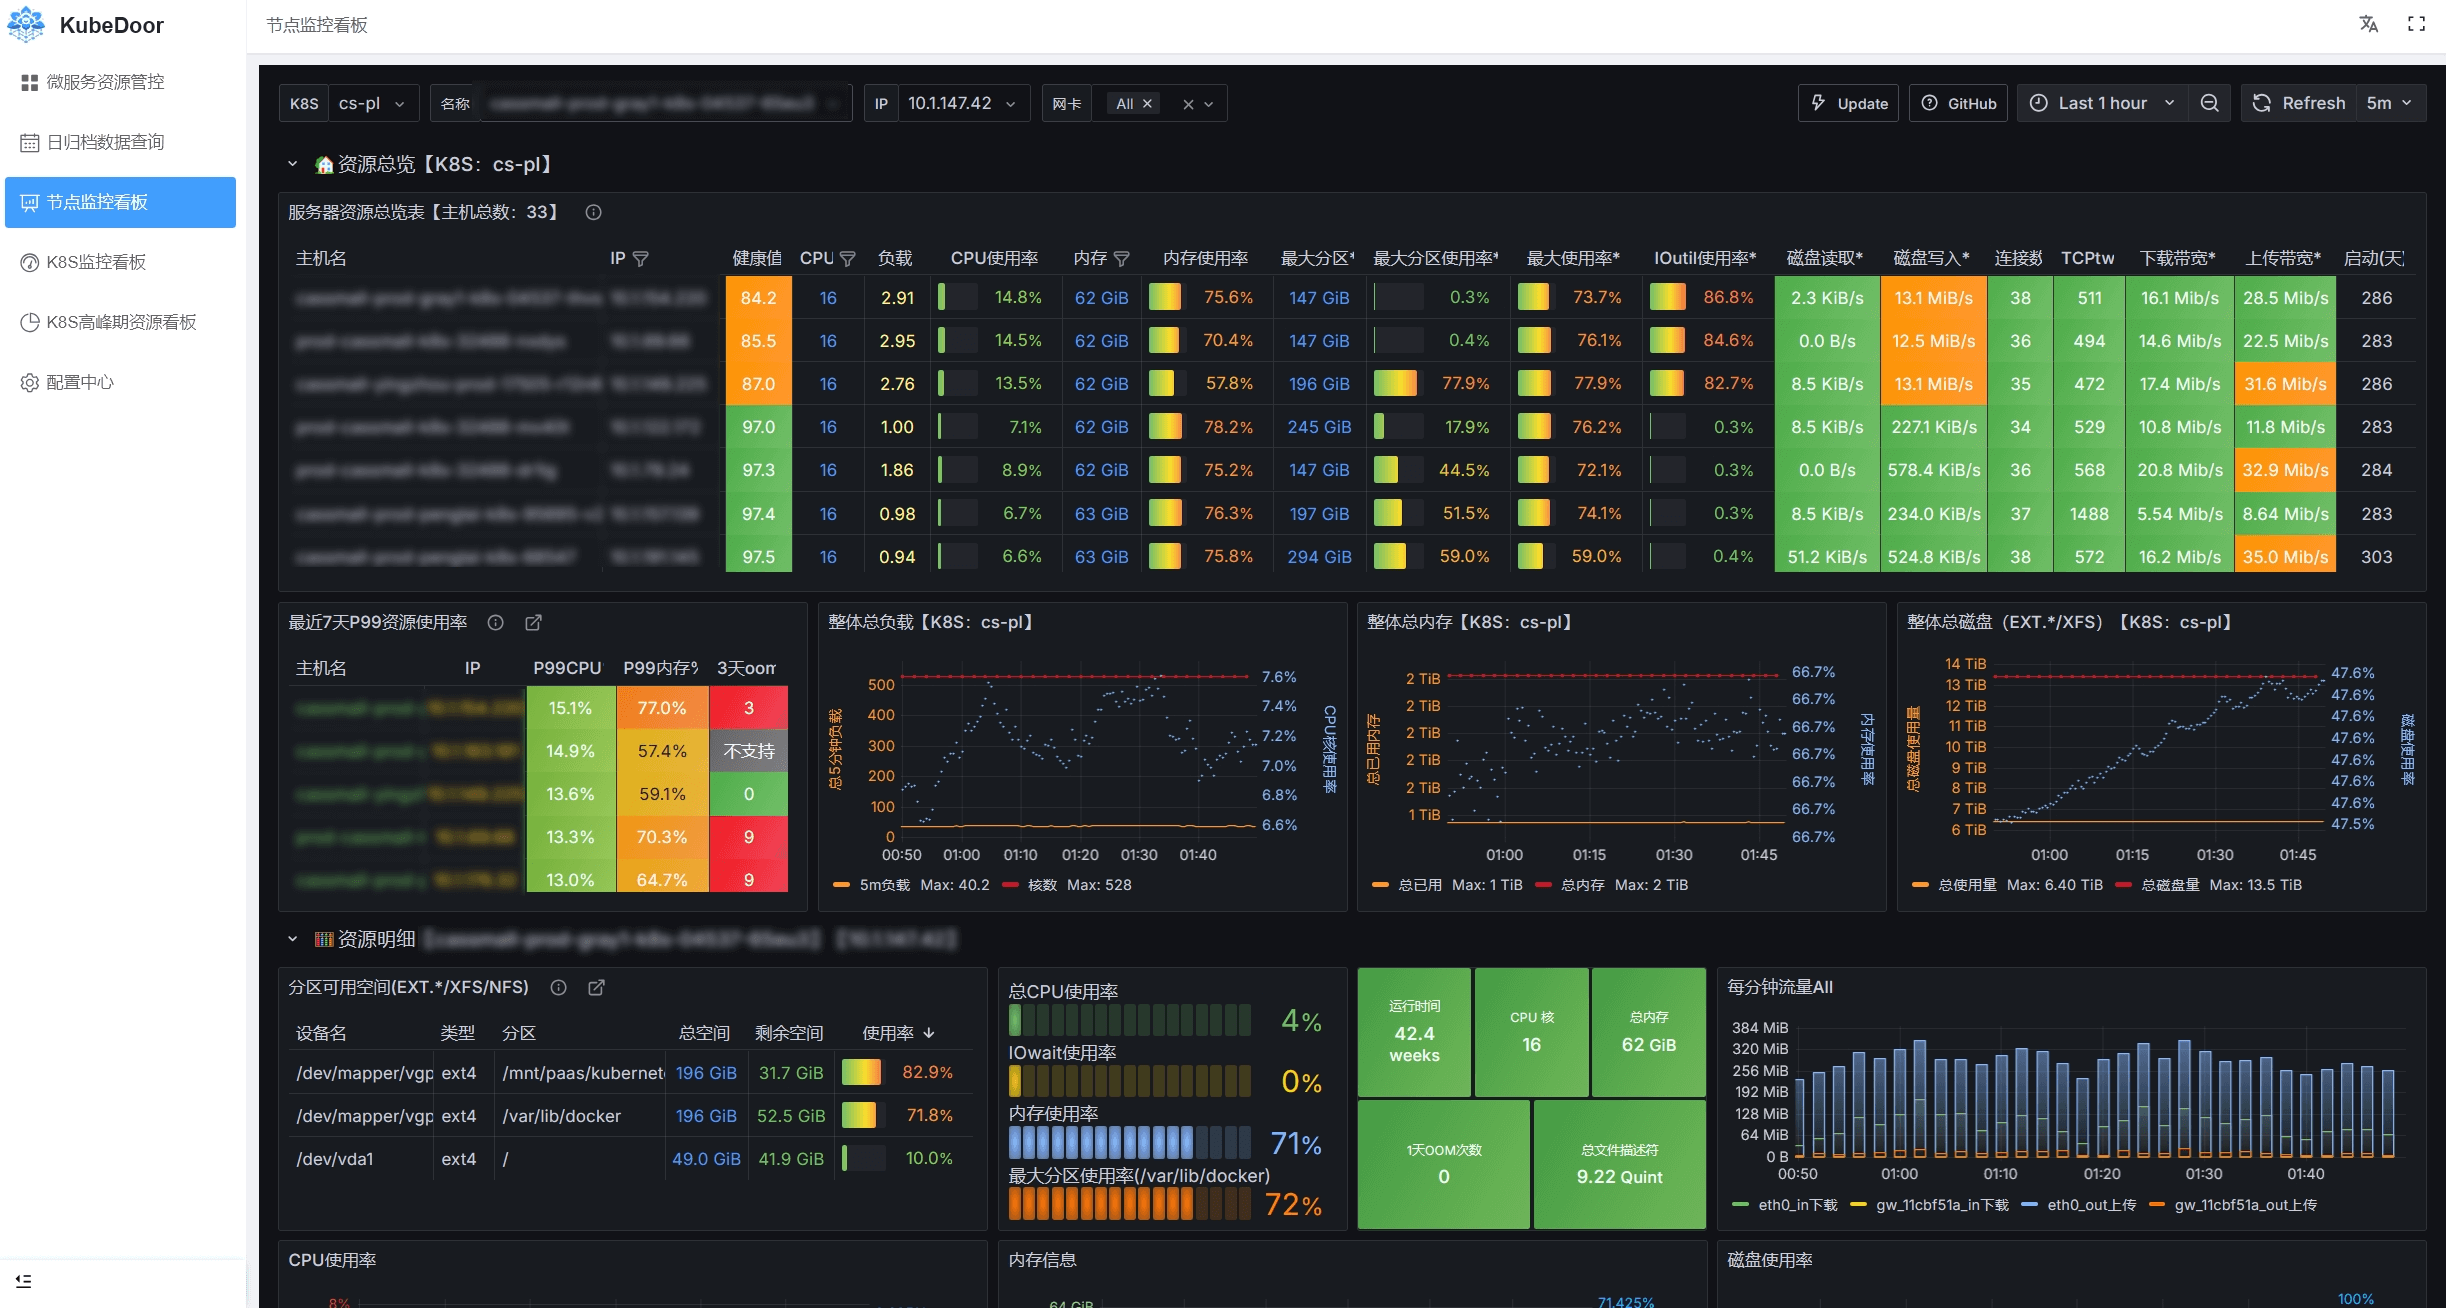 KubeDoor
节点监控看板
微服务资源管控
日归档数据查询
节点监控看板
K8S监控看板
K8S高峰期资源看板
配置中心
K8S cs-pl 名称 IP 10.1.147.42 网卡 All Update GitHub Last 1 hour Refresh 5m
资源总览【K8S：cs-pl】
服务器资源总览表【主机总数：33】
主机名 IP 健康值 CPU 负载 CPU使用率 内存 内存使用率 最大分区* 最大分区使用率* 最大使用率* IOutil使用率* 磁盘读取* 磁盘写入* 连接数 TCPtw 下载带宽* 上传带宽* 启动(天)
84.2 16 2.91 14.8% 62 GiB 75.6% 147 GiB 0.3% 73.7% 86.8% 2.3 KiB/s 13.1 MiB/s 38 511 16.1 Mib/s 28.5 Mib/s 286
85.5 16 2.95 14.5% 62 GiB 70.4% 147 GiB 0.4% 76.1% 84.6% 0.0 B/s 12.5 MiB/s 36 494 14.6 Mib/s 22.5 Mib/s 283
87.0 16 2.76 13.5% 62 GiB 57.8% 196 GiB 77.9% 77.9% 82.7% 8.5 KiB/s 13.1 MiB/s 35 472 17.4 Mib/s 31.6 Mib/s 286
97.0 16 1.00 7.1% 62 GiB 78.2% 245 GiB 17.9% 76.2% 0.3% 8.5 KiB/s 227.1 KiB/s 34 529 10.8 Mib/s 11.8 Mib/s 283
97.3 16 1.86 8.9% 62 GiB 75.2% 147 GiB 44.5% 72.1% 0.3% 0.0 B/s 578.4 KiB/s 36 568 20.8 Mib/s 32.9 Mib/s 284
97.4 16 0.98 6.7% 63 GiB 76.3% 197 GiB 51.5% 74.1% 0.3% 8.5 KiB/s 234.0 KiB/s 37 1488 5.54 Mib/s 8.64 Mib/s 283
97.5 16 0.94 6.6% 63 GiB 75.8% 294 GiB 59.0% 59.0% 0.4% 51.2 KiB/s 524.8 KiB/s 38 572 16.2 Mib/s 35.0 Mib/s 303
最近7天P99资源使用率
主机名 IP P99CPU P99内存% 3天oom
15.1% 77.0% 3
14.9% 57.4% 不支持
13.6% 59.1% 0
13.3% 70.3% 9
13.0% 64.7% 9
整体总负载【K8S：cs-pl】
总5分钟负载
500
400
300
200
100
0
7.6%
7.4%
7.2%
7.0%
6.8%
6.6%
CPU核使用率
00:50 01:00 01:10 01:20 01:30 01:40
5m负载 Max: 40.2 核数 Max: 528
整体总内存【K8S：cs-pl】
总已用内存
2 TiB
2 TiB
2 TiB
2 TiB
2 TiB
1 TiB
66.7%
66.7%
66.7%
66.7%
66.7%
66.7%
66.7%
内存使用率
01:00 01:15 01:30 01:45
总已用 Max: 1 TiB 总内存 Max: 2 TiB
整体总磁盘（EXT.*/XFS）【K8S：cs-pl】
总磁盘使用量
14 TiB
13 TiB
12 TiB
11 TiB
10 TiB
9 TiB
8 TiB
7 TiB
6 TiB
47.6%
47.6%
47.6%
47.6%
47.6%
47.6%
47.6%
47.5%
磁盘使用率
01:00 01:15 01:30 01:45
总使用量 Max: 6.40 TiB 总磁盘量 Max: 13.5 TiB
资源明细
分区可用空间(EXT.*/XFS/NFS)
设备名 类型 分区 总空间 剩余空间 使用率
/dev/mapper/vgp ext4 /mnt/paas/kubernet 196 GiB 31.7 GiB 82.9%
/dev/mapper/vgp ext4 /var/lib/docker 196 GiB 52.5 GiB 71.8%
/dev/vda1 ext4 / 49.0 GiB 41.9 GiB 10.0%
总CPU使用率
4%
IOwait使用率
0%
内存使用率
71%
最大分区使用率(/var/lib/docker)
72%
运行时间
42.4
weeks
CPU 核
16
总内存
62 GiB
1天OOM次数
0
总文件描述符
9.22 Quint
每分钟流量All
384 MiB
320 MiB
256 MiB
192 MiB
128 MiB
64 MiB
0 B
00:50 01:00 01:10 01:20 01:30 01:40
eth0_in下载 gw_11cbf51a_in下载 eth0_out上传 gw_11cbf51a_out上传
CPU使用率
8%
内存信息
64 GiB
71.425%
磁盘使用率
100%